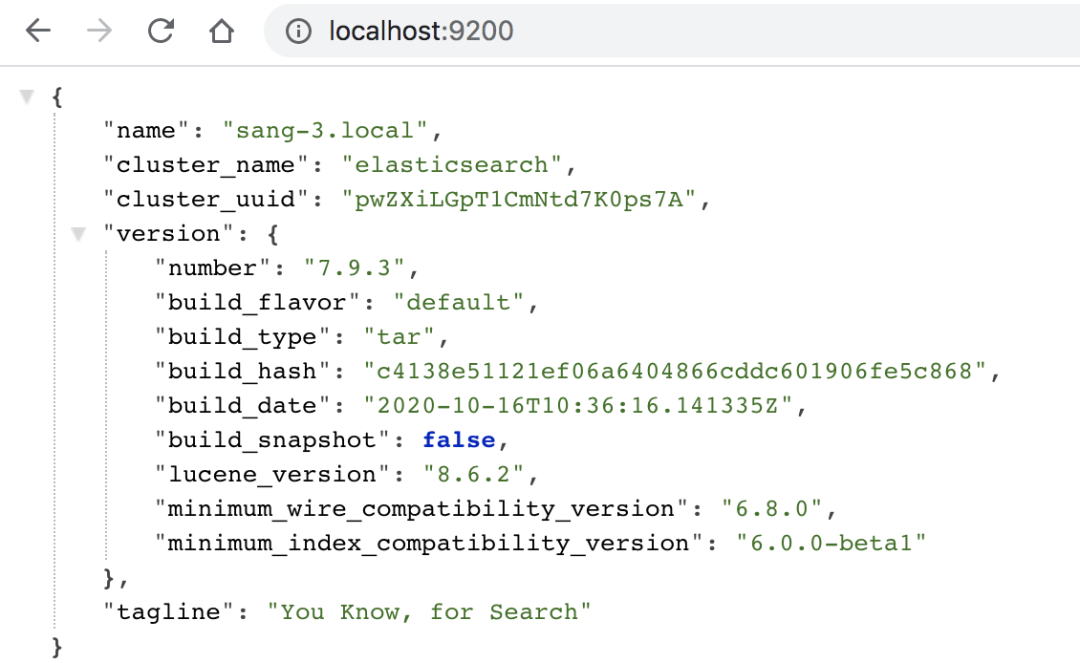 localhost:9200
{
"name": "sang-3.local",
"cluster_name": "elasticsearch",
"cluster_uuid": "pwZXiLGpT1CmNtd7K0ps7A",
"version": {
"number": "7.9.3",
"build_flavor": "default",
"build_type": "tar",
"build_hash": "c4138e51121ef06a6404866cddc601906fe5c868",
"build_date": "2020-10-16T10:36:16.141335Z",
"build_snapshot": false,
"lucene_version": "8.6.2",
"minimum_wire_compatibility_version": "6.8.0",
"minimum_index_compatibility_version": "6.0.0-beta1"
},
"tagline": "You Know, for Search"
}